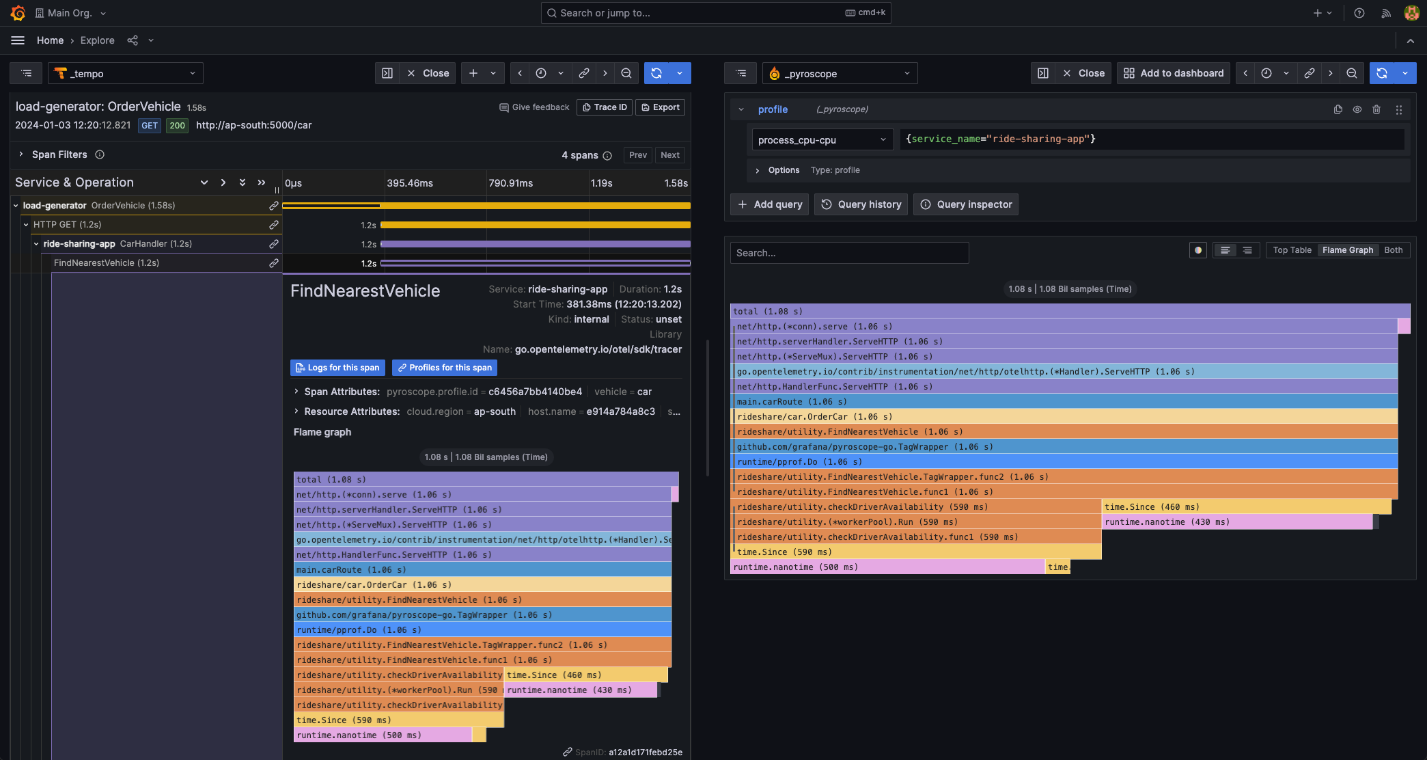 Main Org.
Search or jump to...
cmd+k
Home › Explore
_tempo
Close
load-generator: OrderVehicle 1.58s
Give feedback
Trace ID
Export
2024-01-03 12:20:12.821 GET 200 http://ap-south:5000/car
Span Filters
4 spans
Prev
Next
Service & Operation
0μs
395.46ms
790.91ms
1.19s
1.58s
load-generator OrderVehicle (1.58s)
HTTP GET (1.2s)
1.2s
ride-sharing-app CarHandler (1.2s)
1.2s
FindNearestVehicle (1.2s)
1.2s
FindNearestVehicle
Service: ride-sharing-app Duration: 1.2s
Start Time: 381.38ms (12:20:13.202)
Kind: internal Status: unset
Library
Name: go.opentelemetry.io/otel/sdk/tracer
Logs for this span
Profiles for this span
Span Attributes: pyroscope.profile.id = c6456a7bb4140be4 vehicle = car
Resource Attributes: cloud.region = ap-south host.name = e914a784a8c3 s...
Flame graph
1.08 s | 1.08 Bil samples (Time)
total (1.08 s)
net/http.(*conn).serve (1.06 s)
net/http.serverHandler.ServeHTTP (1.06 s)
net/http.(*ServeMux).ServeHTTP (1.06 s)
go.opentelemetry.io/contrib/instrumentation/net/http/otelhttp.(*Handler).Se
net/http.HandlerFunc.ServeHTTP (1.06 s)
main.carRoute (1.06 s)
rideshare/car.OrderCar (1.06 s)
rideshare/utility.FindNearestVehicle (1.06 s)
github.com/grafana/pyroscope-go.TagWrapper (1.06 s)
runtime/pprof.Do (1.06 s)
rideshare/utility.FindNearestVehicle.TagWrapper.func2 (1.06 s)
rideshare/utility.FindNearestVehicle.func1 (1.06 s)
rideshare/utility.checkDriverAvailability
time.Since (460 ms)
rideshare/utility.(*workerPool).Run (590
runtime.nanotime (430 ms)
rideshare/utility.checkDriverAvailability
time.Since (590 ms)
runtime.nanotime (500 ms)
SpanID: a12a1d171febd25e
_pyroscope
Close
Add to dashboard
profile
(_pyroscope)
process_cpu-cpu
{service_name="ride-sharing-app"}
Options Type: profile
Add query
Query history
Query inspector
Search...
Top Table
Flame Graph
Both
1.08 s | 1.08 Bil samples (Time)
total (1.08 s)
net/http.(*conn).serve (1.06 s)
net/http.serverHandler.ServeHTTP (1.06 s)
net/http.(*ServeMux).ServeHTTP (1.06 s)
go.opentelemetry.io/contrib/instrumentation/net/http/otelhttp.(*Handler).ServeHTTP (1.06 s)
net/http.HandlerFunc.ServeHTTP (1.06 s)
main.carRoute (1.06 s)
rideshare/car.OrderCar (1.06 s)
rideshare/utility.FindNearestVehicle (1.06 s)
github.com/grafana/pyroscope-go.TagWrapper (1.06 s)
runtime/pprof.Do (1.06 s)
rideshare/utility.FindNearestVehicle.TagWrapper.func2 (1.06 s)
rideshare/utility.FindNearestVehicle.func1 (1.06 s)
rideshare/utility.checkDriverAvailability (590 ms)
time.Since (460 ms)
rideshare/utility.(*workerPool).Run (590 ms)
runtime.nanotime (430 ms)
rideshare/utility.checkDriverAvailability.func1 (590 ms)
time.Since (590 ms)
runtime.nanotime (500 ms)
time.